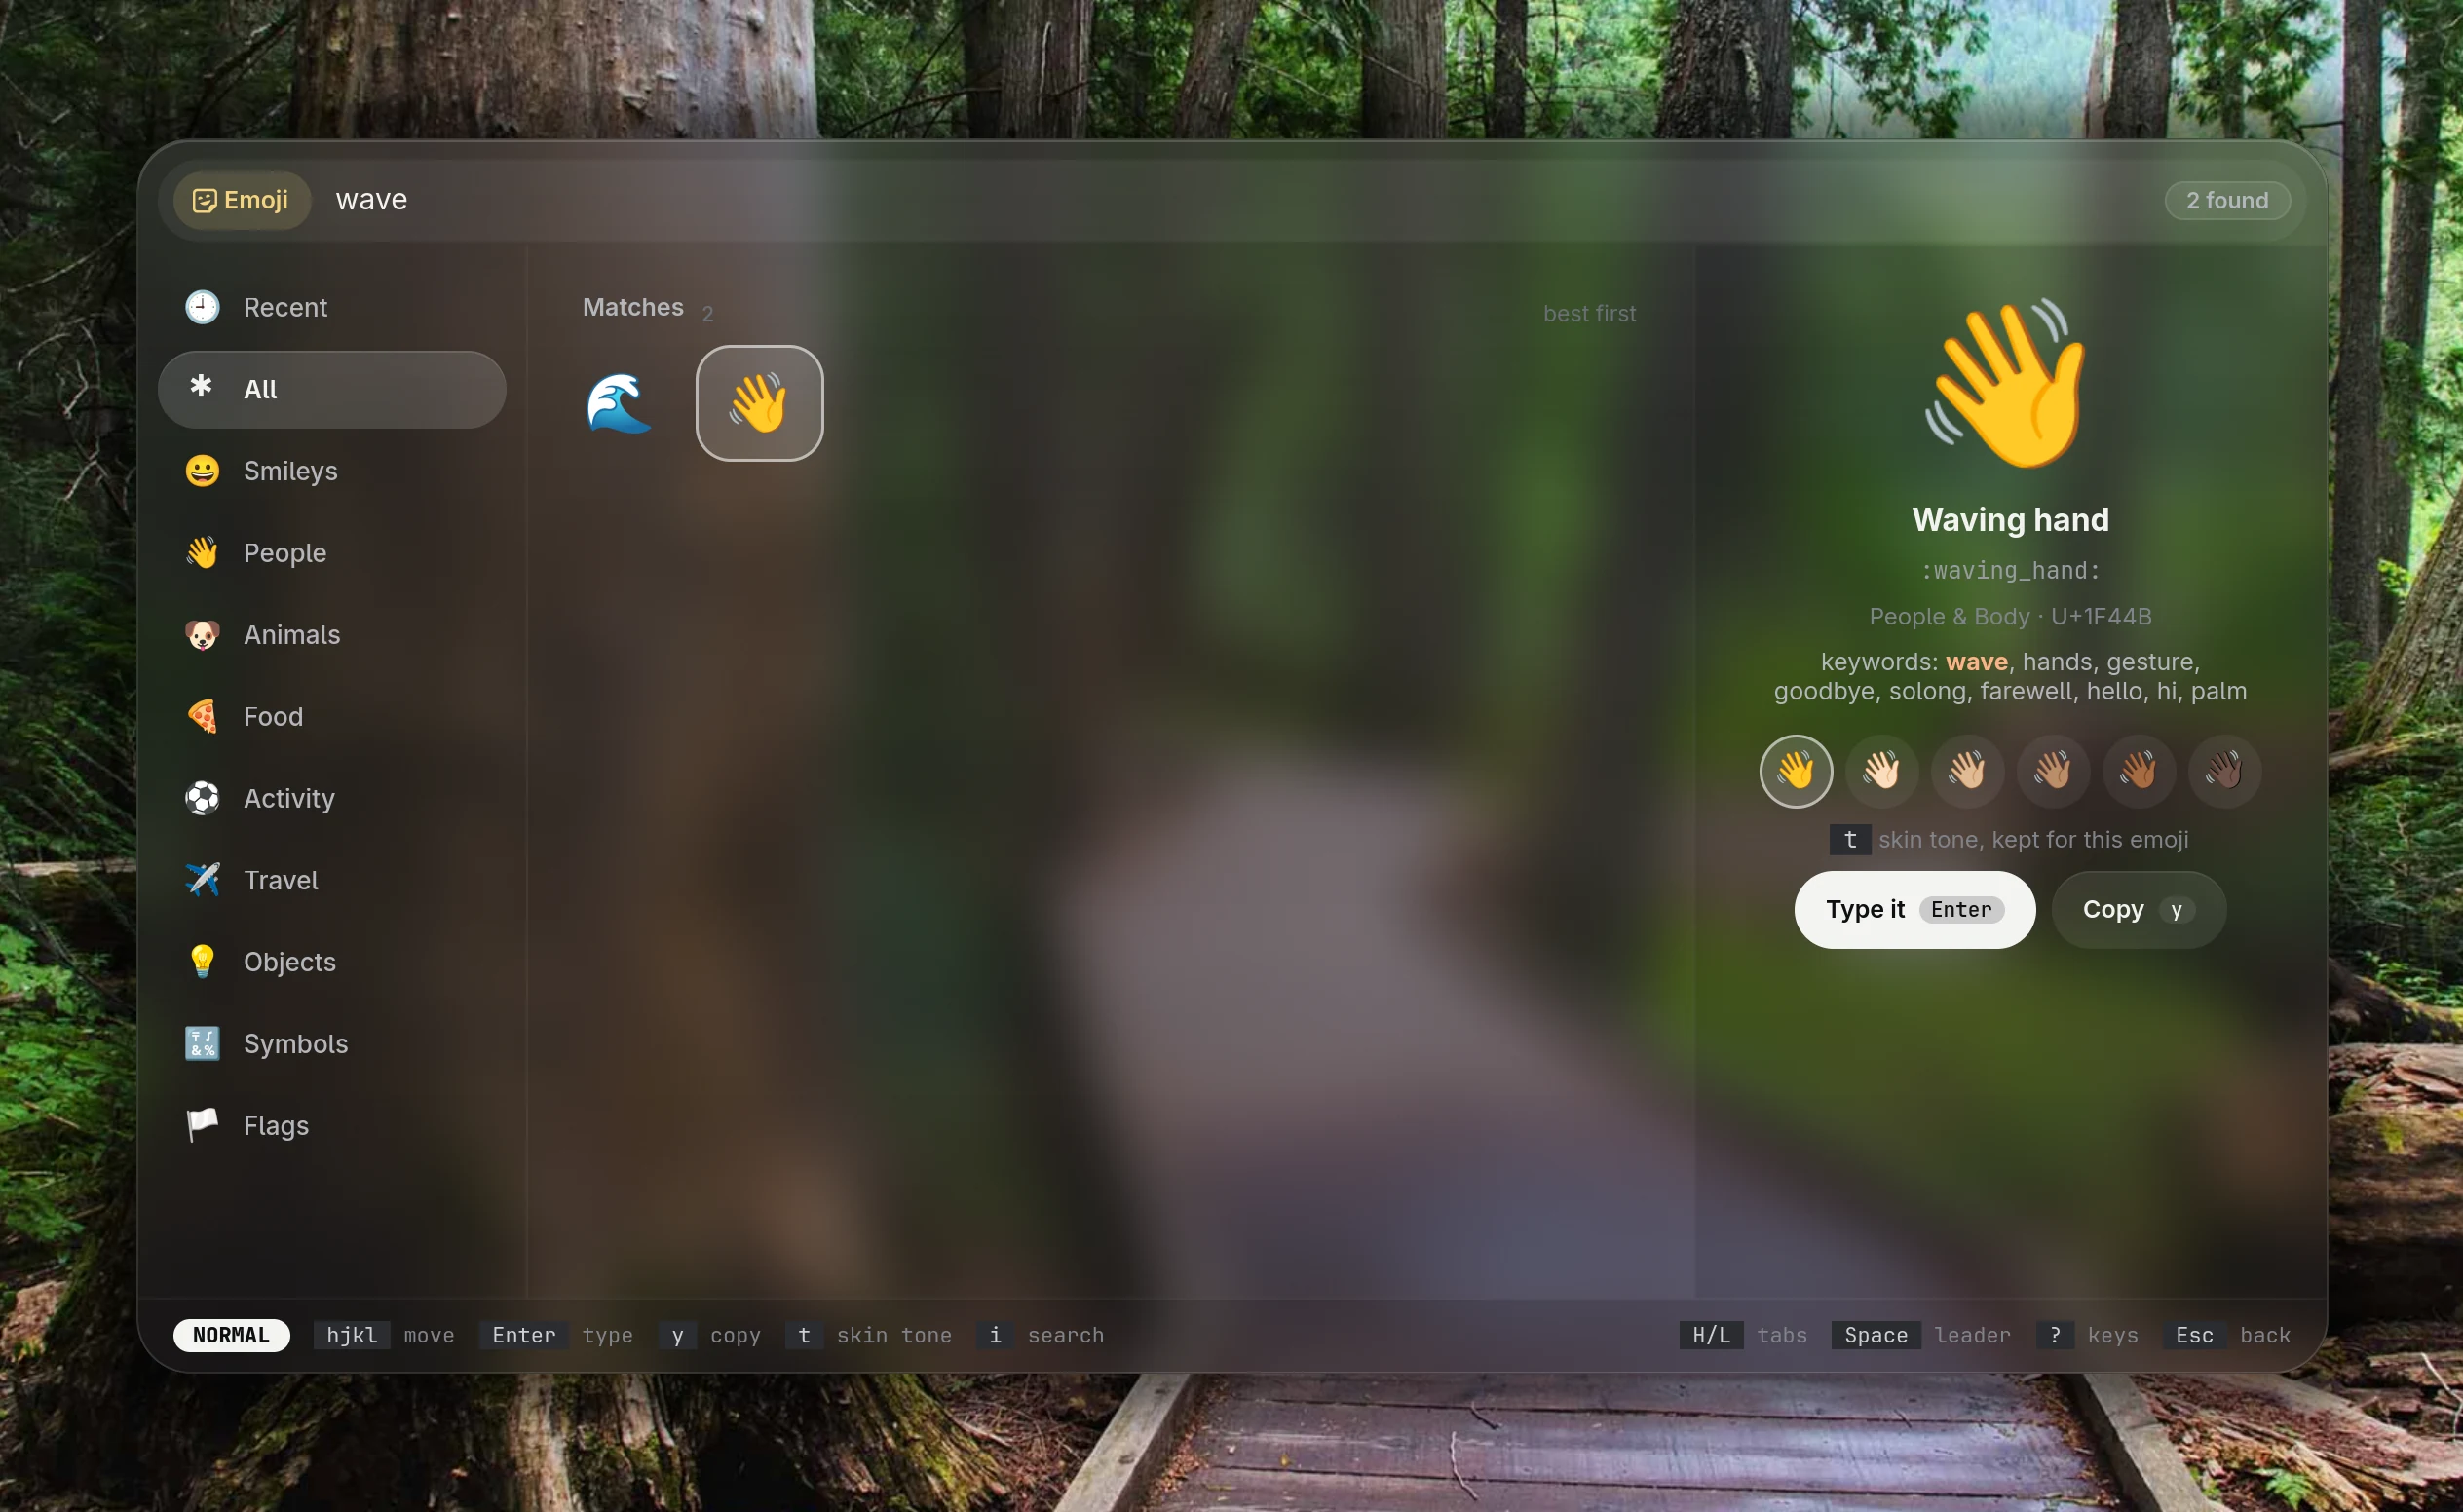 Emoji wave 2 found
Recent
All
Smileys
People
Animals
Food
Activity
Travel
Objects
Symbols
Flags
Matches 2 best first
Waving hand
:waving_hand:
People & Body · U+1F44B
keywords: wave, hands, gesture,
goodbye, solong, farewell, hello, hi, palm
t skin tone, kept for this emoji
Type it Enter Copy y
NORMAL hjkl move Enter type y copy t skin tone i search H/L tabs Space leader ? keys Esc back